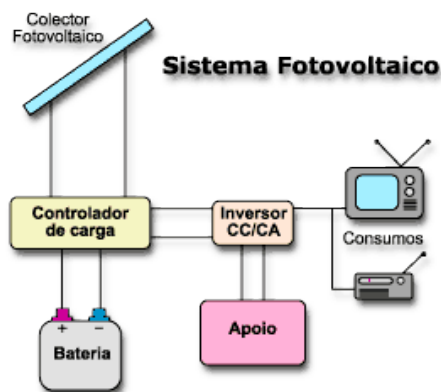 Colector
Fotovoltaico
Sistema Fotovoltaico
Controlador
de carga
Inversor
CC/CA
Consumos
+ −
Bateria
Apoio